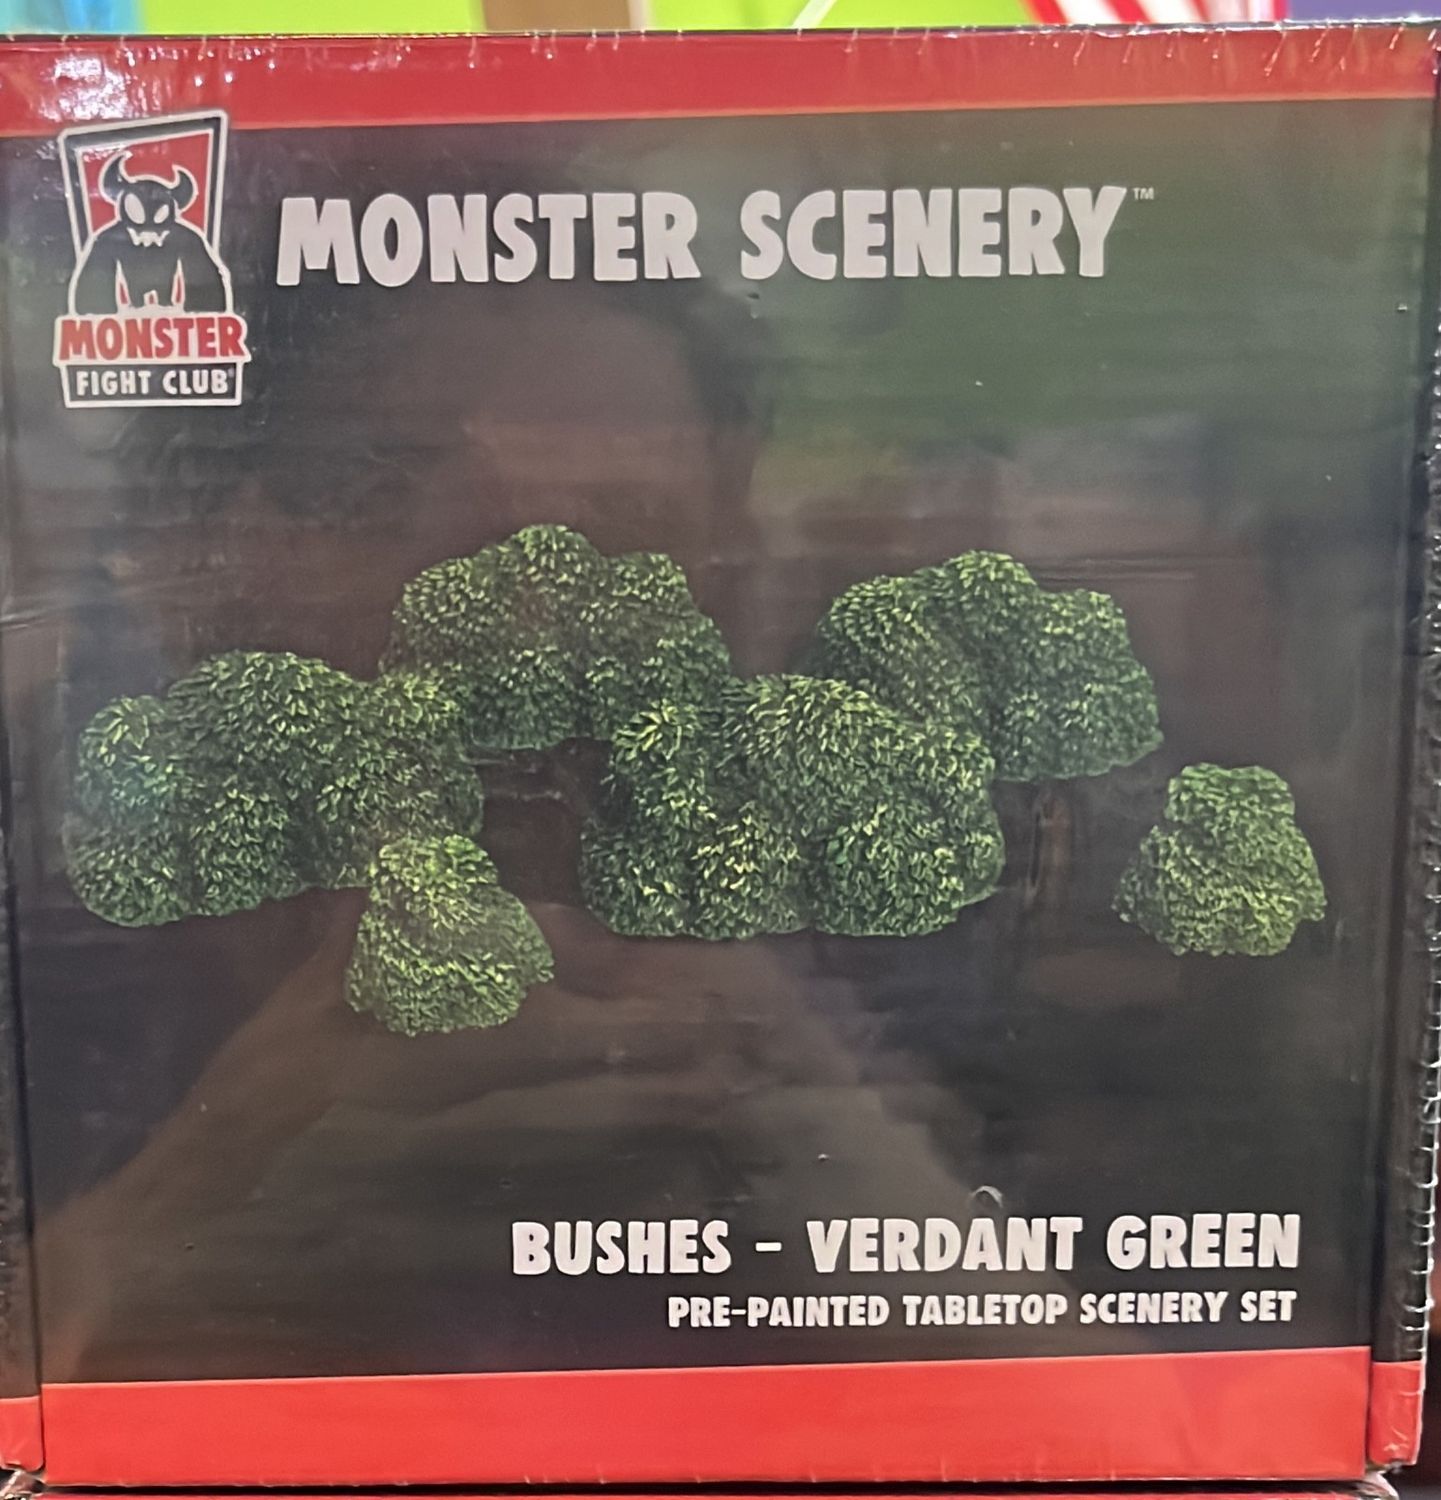 MONSTER SCENERY™
MONSTER
FIGHT CLUB®
BUSHES - VERDANT GREEN
PRE-PAINTED TABLETOP SCENERY SET